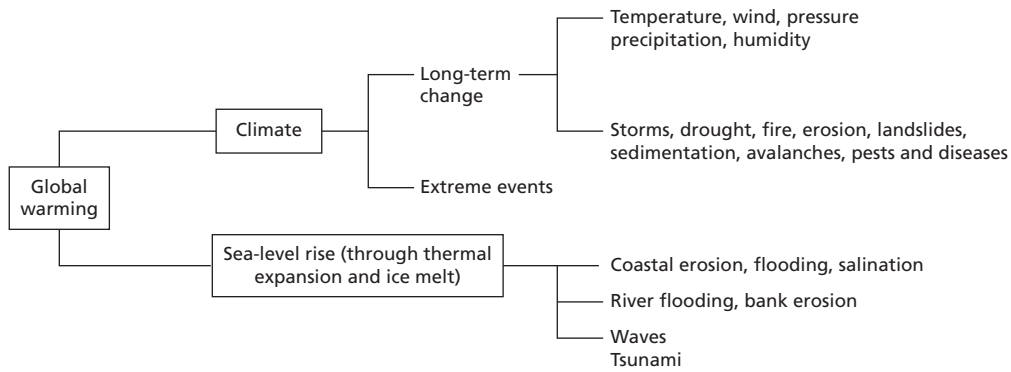 Temperature, wind, pressure
precipitation, humidity
Long-term
change
Climate
Storms, drought, fire, erosion, landslides,
sedimentation, avalanches, pests and diseases
Global
warming
Extreme events
Sea-level rise (through thermal
expansion and ice melt)
Coastal erosion, flooding, salination
River flooding, bank erosion
Waves
Tsunami